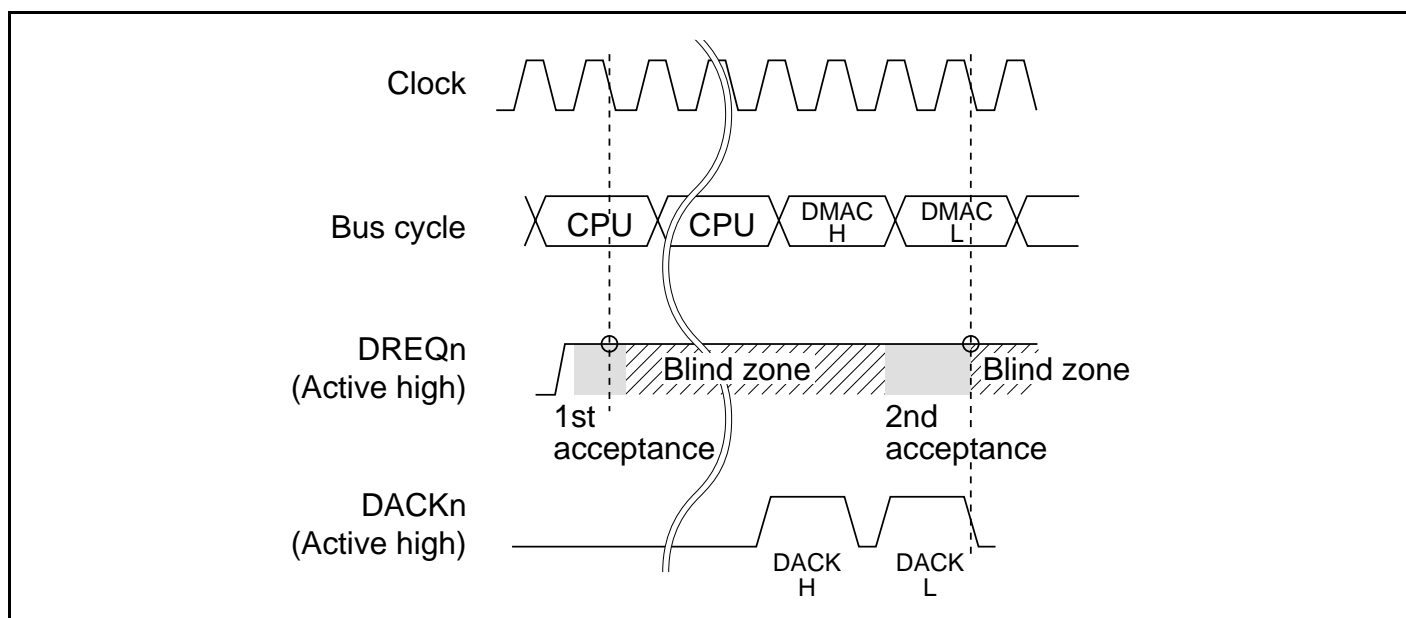 Clock
Bus cycle
CPU
CPU
DMAC
H
DMAC
L
DREQn
(Active high)
Blind zone
Blind zone
1st
acceptance
2nd
acceptance
DACKn
(Active high)
DACK
H
DACK
L